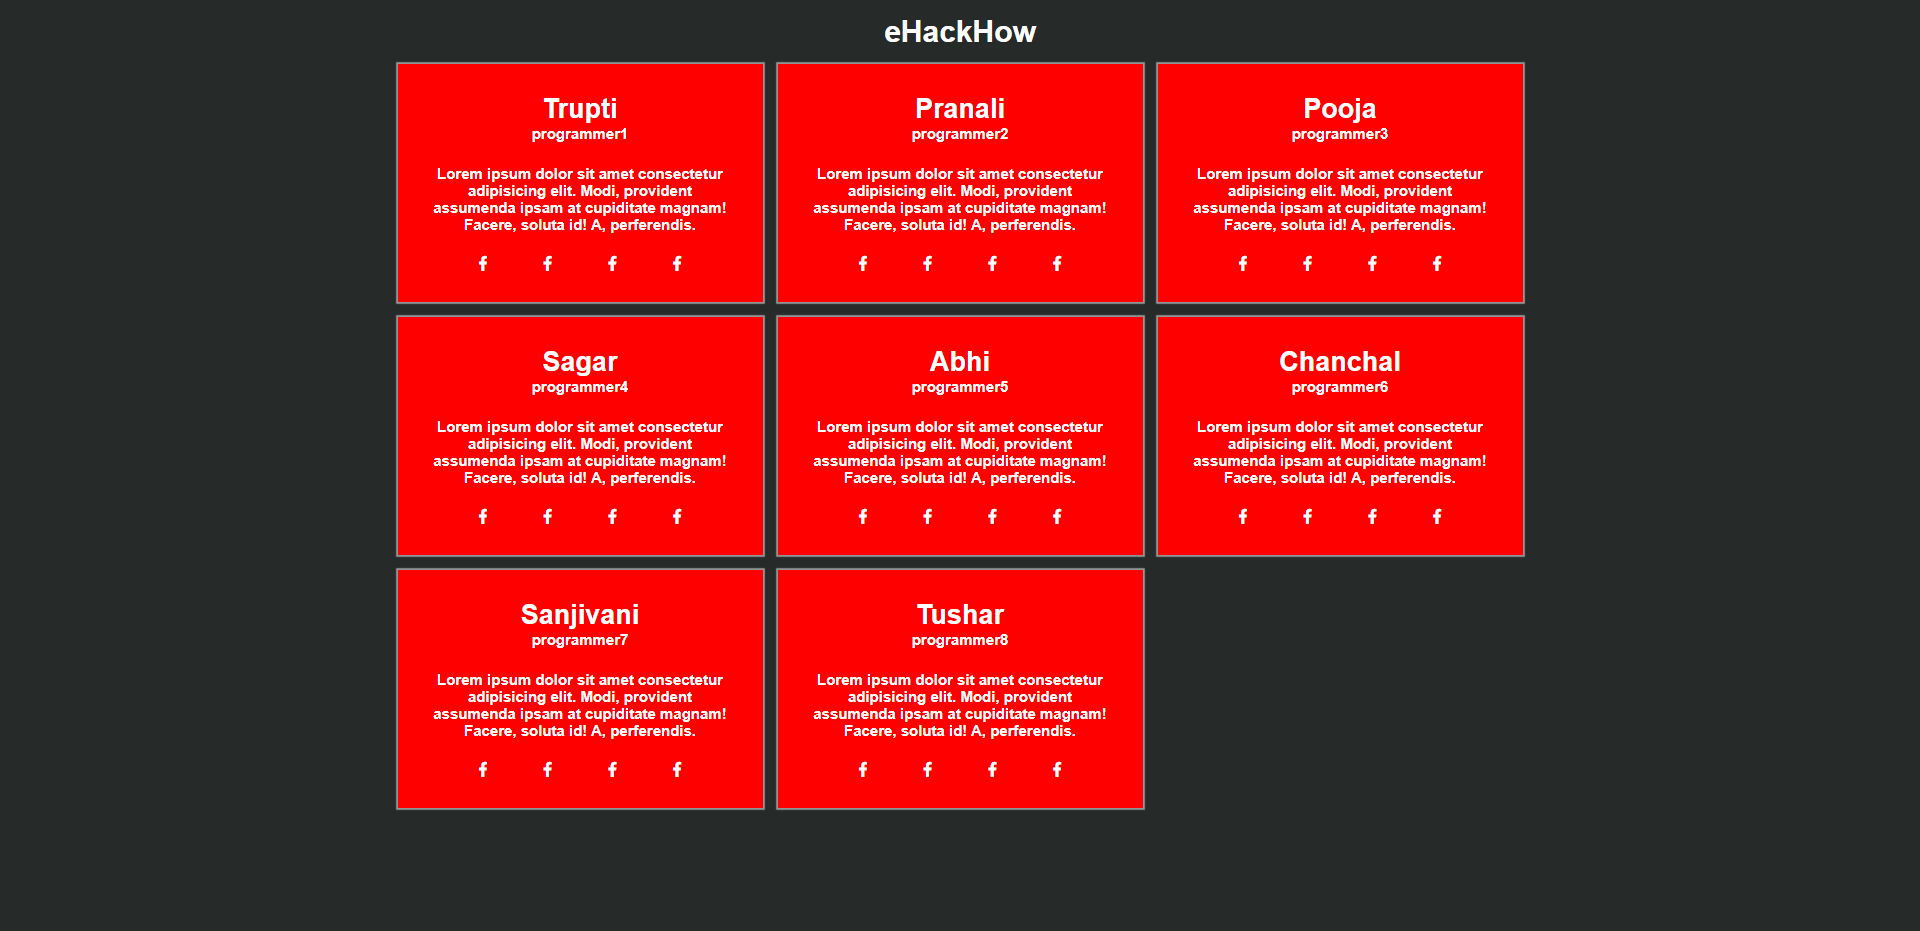 eHackHow
Trupti
programmer1
Lorem ipsum dolor sit amet consectetur
adipisicing elit. Modi, provident
assumenda ipsam at cupiditate magnam!
Facere, soluta id! A, perferendis.
Pranali
programmer2
Lorem ipsum dolor sit amet consectetur
adipisicing elit. Modi, provident
assumenda ipsam at cupiditate magnam!
Facere, soluta id! A, perferendis.
Pooja
programmer3
Lorem ipsum dolor sit amet consectetur
adipisicing elit. Modi, provident
assumenda ipsam at cupiditate magnam!
Facere, soluta id! A, perferendis.
Sagar
programmer4
Lorem ipsum dolor sit amet consectetur
adipisicing elit. Modi, provident
assumenda ipsam at cupiditate magnam!
Facere, soluta id! A, perferendis.
Abhi
programmer5
Lorem ipsum dolor sit amet consectetur
adipisicing elit. Modi, provident
assumenda ipsam at cupiditate magnam!
Facere, soluta id! A, perferendis.
Chanchal
programmer6
Lorem ipsum dolor sit amet consectetur
adipisicing elit. Modi, provident
assumenda ipsam at cupiditate magnam!
Facere, soluta id! A, perferendis.
Sanjivani
programmer7
Lorem ipsum dolor sit amet consectetur
adipisicing elit. Modi, provident
assumenda ipsam at cupiditate magnam!
Facere, soluta id! A, perferendis.
Tushar
programmer8
Lorem ipsum dolor sit amet consectetur
adipisicing elit. Modi, provident
assumenda ipsam at cupiditate magnam!
Facere, soluta id! A, perferendis.